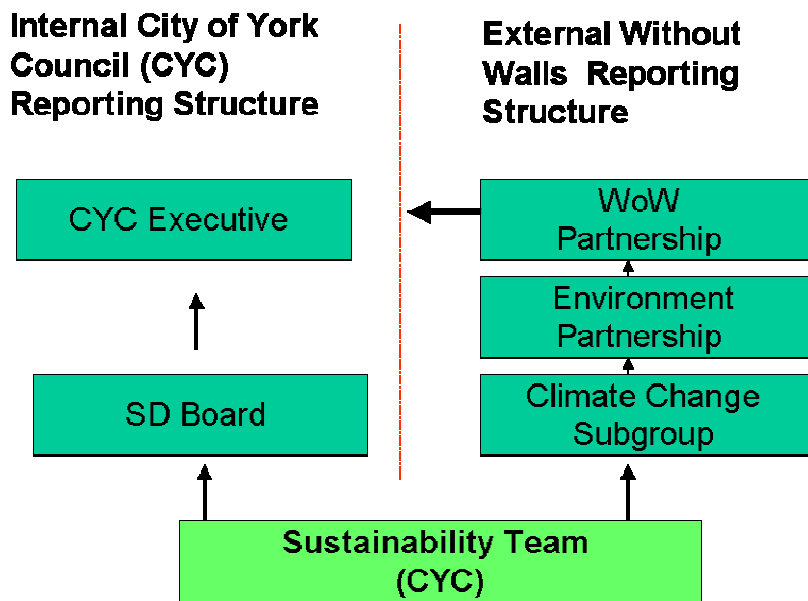 Internal City of York
Council (CYC)
Reporting Structure
External Without
Walls Reporting
Structure
CYC Executive
WoW
Partnership
Environment
Partnership
SD Board
Climate Change
Subgroup
Sustainability Team
(CYC)